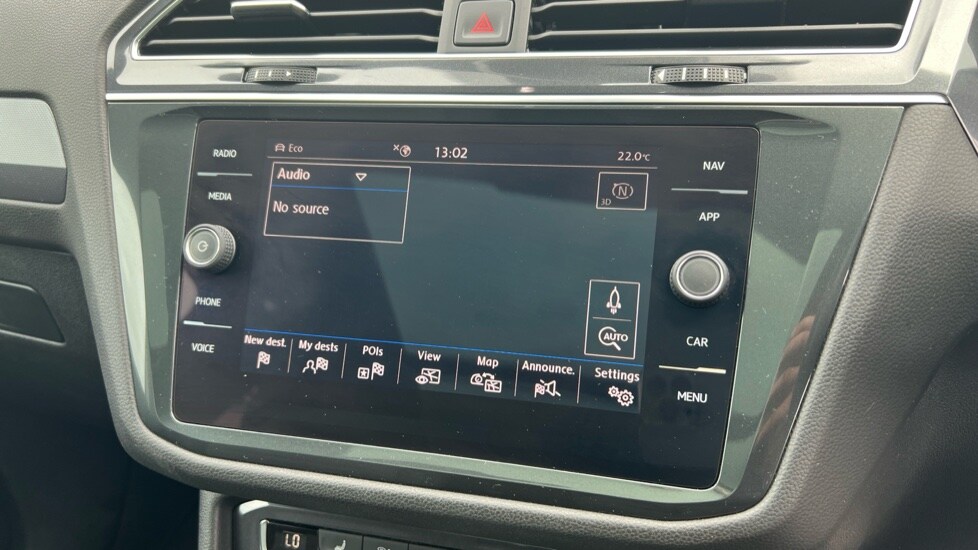 RADIO
MEDIA
PHONE
VOICE
Eco
13:02
22.0°C
Audio
No source
N
3D
AUTO
New dest.
My dests
POIs
View
Map
Announce.
Settings
NAV
APP
CAR
MENU
LO